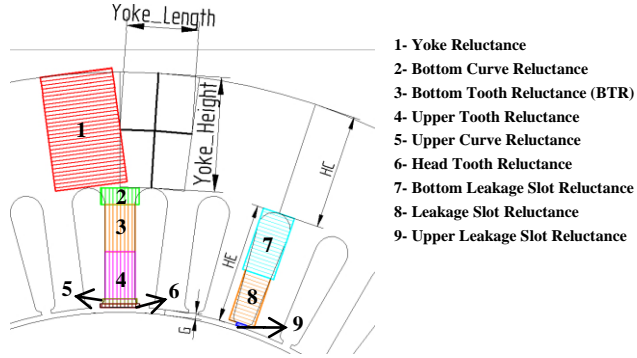 Yoke_Length
Yoke_Height
HC
HE
G
1
2
3
4
5
6
7
8
9
1- Yoke Reluctance
2- Bottom Curve Reluctance
3- Bottom Tooth Reluctance (BTR)
4- Upper Tooth Reluctance
5- Upper Curve Reluctance
6- Head Tooth Reluctance
7- Bottom Leakage Slot Reluctance
8- Leakage Slot Reluctance
9- Upper Leakage Slot Reluctance